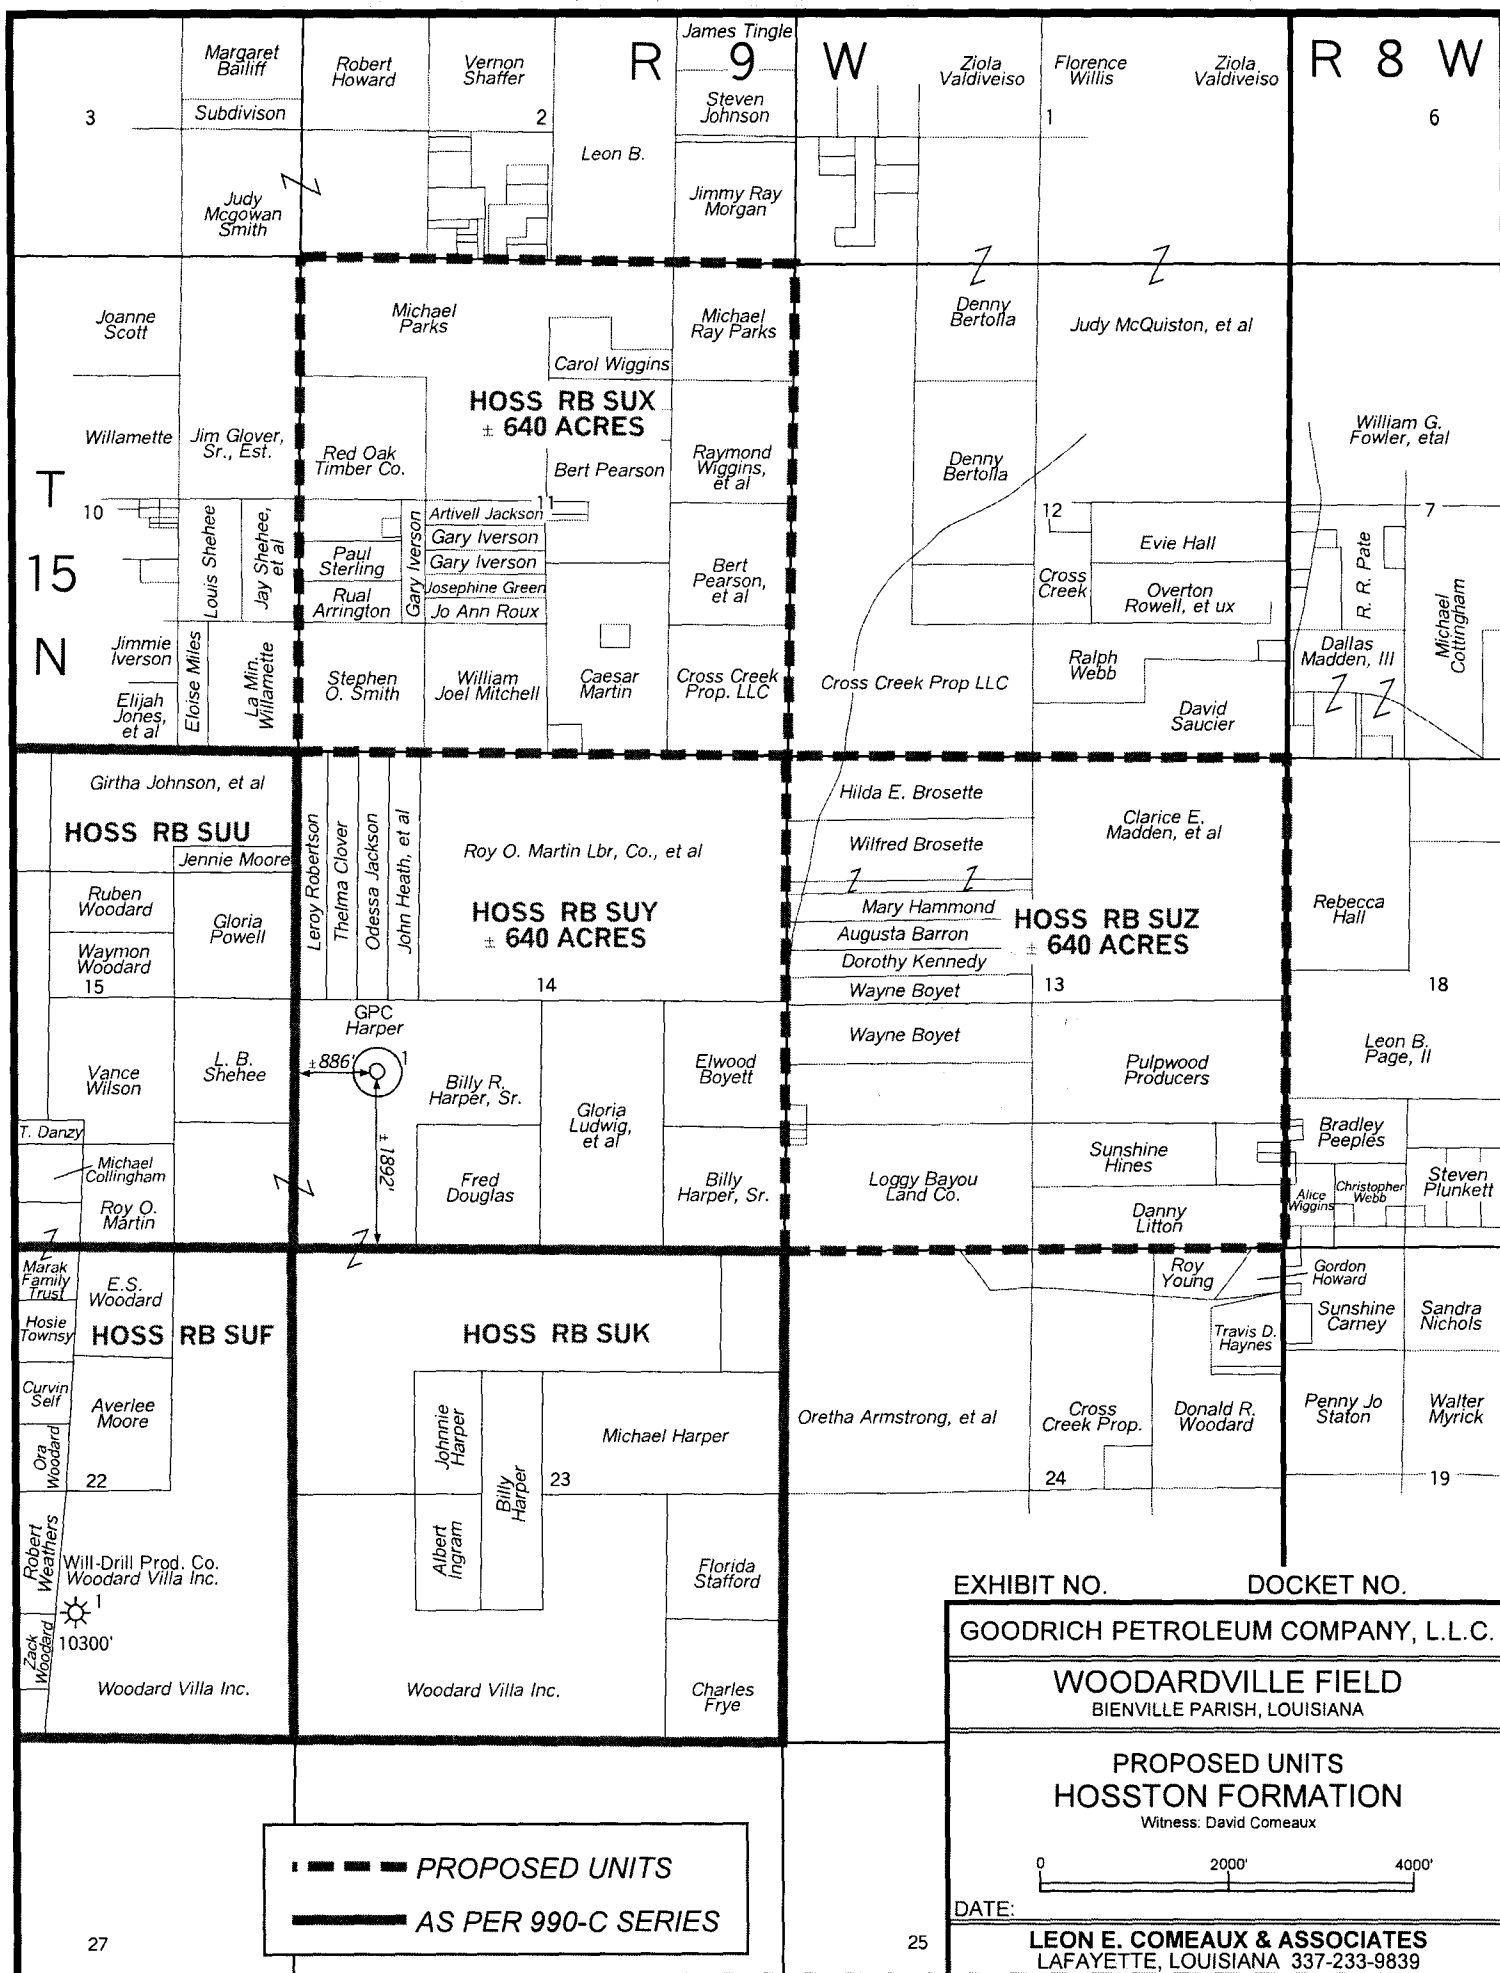 R 9 W
R 8 W
T
15
N
Margaret
Bailiff
Subdivison
3
Judy
Mcgowan
Smith
Robert
Howard
Vernon
Shaffer
2
Leon B.
James Tingle
Steven
Johnson
Jimmy Ray
Morgan
Ziola
Valdiveiso
Florence
Willis
Ziola
Valdiveiso
1
6
Joanne
Scott
Willamette
Jim Glover,
Sr., Est.
10
Louis Shehee
Jay Shehee,
et al
Jimmie
Iverson
Elijah
Jones,
et al
Eloise Miles
La Min.
Willamette
Michael
Parks
Carol Wiggins
Michael
Ray Parks
HOSS RB SUX
± 640 ACRES
Red Oak
Timber Co.
Bert Pearson
Raymond
Wiggins,
et al
11
Artivell Jackson
Gary Iverson
Gary Iverson
Gary Iverson
Josephine Green
Jo Ann Roux
Paul
Sterling
Rual
Arrington
Bert
Pearson,
et al
Stephen
O. Smith
William
Joel Mitchell
Caesar
Martin
Cross Creek
Prop. LLC
Denny
Bertolla
Judy McQuiston, et al
Denny
Bertolla
12
Evie Hall
Cross
Creek
Overton
Rowell, et ux
Ralph
Webb
Cross Creek Prop LLC
David
Saucier
William G.
Fowler, etal
7
R. R. Pate
Michael
Cottingham
Dallas
Madden, III
Girtha Johnson, et al
HOSS RB SUU
Jennie Moore
Ruben
Woodard
Waymon
Woodard
15
Gloria
Powell
Vance
Wilson
L. B.
Shehee
T. Danzy
Michael
Collingham
Roy O.
Martin
Leroy Robertson
Thelma Clover
Odessa Jackson
John Heath, et al
Roy O. Martin Lbr, Co., et al
HOSS RB SUY
± 640 ACRES
14
GPC
Harper
1
±886'
± 1892'
Billy R.
Harper, Sr.
Fred
Douglas
Gloria
Ludwig,
et al
Elwood
Boyett
Billy
Harper, Sr.
Hilda E. Brosette
Wilfred Brosette
Clarice E.
Madden, et al
Mary Hammond
Augusta Barron
Dorothy Kennedy
Wayne Boyet
Wayne Boyet
HOSS RB SUZ
± 640 ACRES
13
Pulpwood
Producers
Loggy Bayou
Land Co.
Sunshine
Hines
Danny
Litton
Rebecca
Hall
18
Leon B.
Page, II
Bradley
Peeples
Alice
Wiggins
Christopher
Webb
Steven
Plunkett
Marak
Family
Trust
E.S.
Woodard
Hosie
Townsy
HOSS RB SUF
Curvin
Self
Averlee
Moore
Ora
Woodard
22
Robert
Weathers
Will-Drill Prod. Co.
Woodard Villa Inc.
1
10300'
Zack
Woodard
Woodard Villa Inc.
HOSS RB SUK
Johnnie
Harper
Billy
Harper
Albert
Ingram
Michael Harper
23
Florida
Stafford
Woodard Villa Inc.
Charles
Frye
Roy
Young
Gordon
Howard
Travis D.
Haynes
Sunshine
Carney
Sandra
Nichols
Oretha Armstrong, et al
Cross
Creek Prop.
Donald R.
Woodard
Penny Jo
Staton
Walter
Myrick
24
19
27
25
PROPOSED UNITS
AS PER 990-C SERIES
EXHIBIT NO. DOCKET NO.
GOODRICH PETROLEUM COMPANY, L.L.C.
WOODARDVILLE FIELD
BIENVILLE PARISH, LOUISIANA
PROPOSED UNITS
HOSSTON FORMATION
Witness: David Comeaux
0 2000' 4000'
DATE:
LEON E. COMEAUX & ASSOCIATES
LAFAYETTE, LOUISIANA 337-233-9839